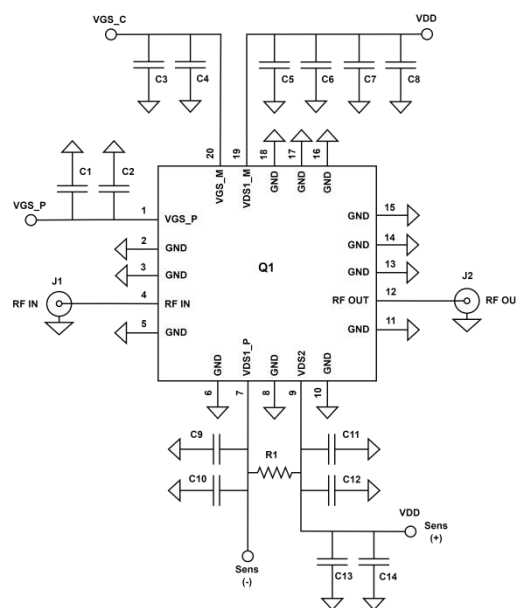 VGS_C
VDD
C3
C4
C5
C6
C7
C8
20
19
18
17
16
VGS_M
VDS1_M
GND
GND
GND
C1
C2
VGS_P
1
VGS_P
GND
15
2
GND
GND
14
3
GND
Q1
GND
13
J1
J2
RF IN
4
RF IN
RF OUT
12
RF OU
5
GND
GND
11
GND
VDS1_P
GND
VDS2
GND
6
7
8
9
10
C9
C11
R1
C10
C12
VDD
Sens
(+)
Sens
(-)
C13
C14